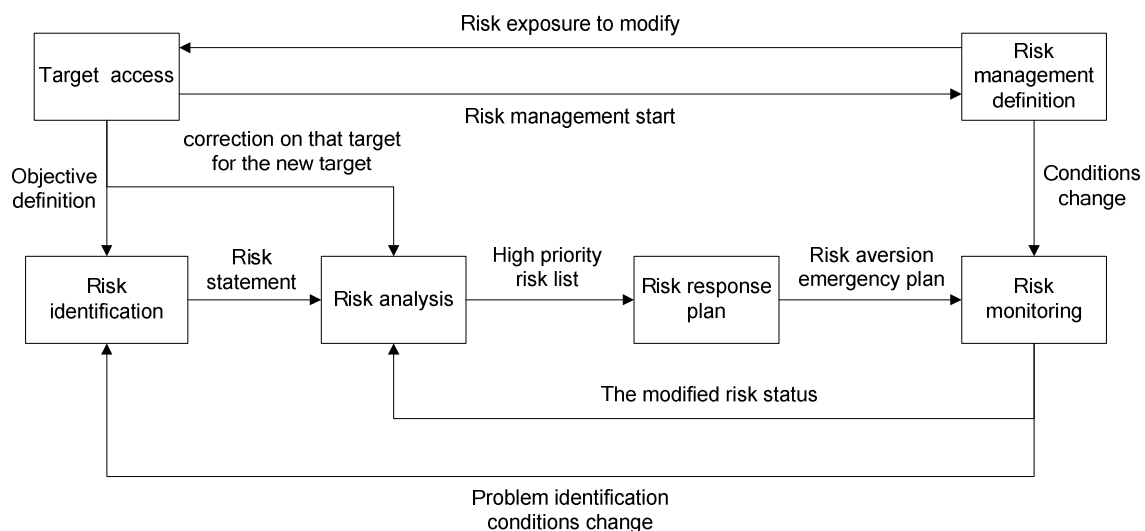 Risk exposure to modify
Target access
Risk
management
definition
Risk management start
correction on that target
for the new target
Objective
definition
Conditions
change
Risk
identification
Risk
statement
Risk analysis
High priority
risk list
Risk response
plan
Risk aversion
emergency plan
Risk
monitoring
The modified risk status
Problem identification
conditions change